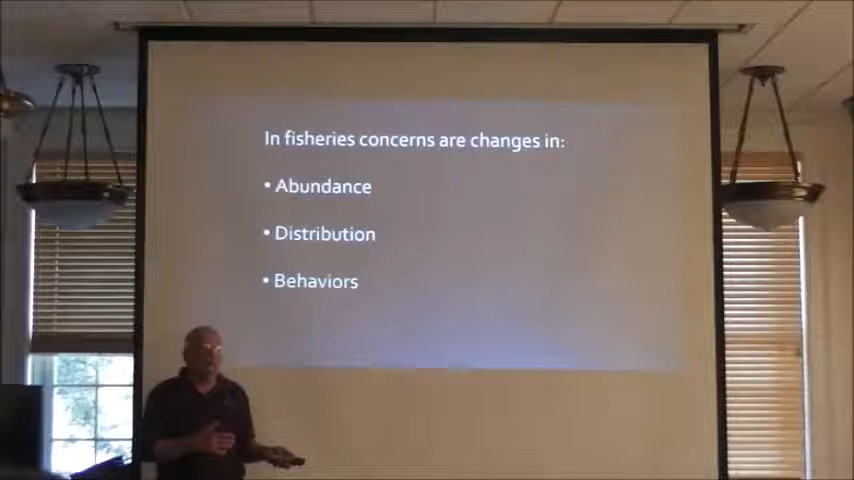 In fisheries concerns are changes in:
• Abundance
• Distribution
• Behaviors